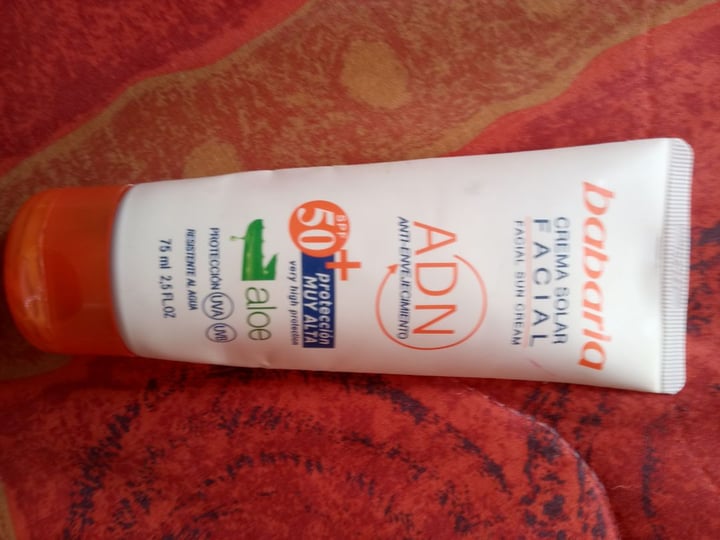 babaria
CREMA SOLAR
FACIAL
FACIAL SUN CREAM
ADN
ANTI-ENVEJECIMIENTO
SPF
50+
protección
MUY ALTA
very high protection
aloe
PROTECCIÓN UVA UVB
RESISTENTE AL AGUA
75 ml 2,5 FL.OZ